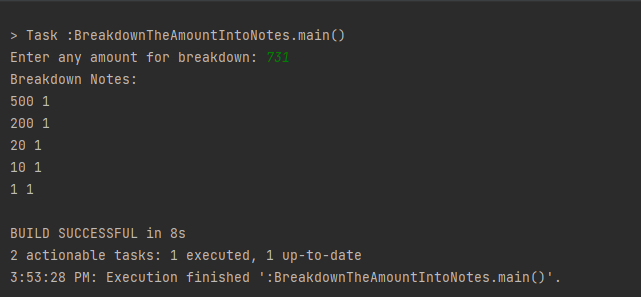 > Task :BreakdownTheAmountIntoNotes.main()
Enter any amount for breakdown: 731
Breakdown Notes:
500 1
200 1
20 1
10 1
1 1
BUILD SUCCESSFUL in 8s
2 actionable tasks: 1 executed, 1 up-to-date
3:53:28 PM: Execution finished ':BreakdownTheAmountIntoNotes.main()'.